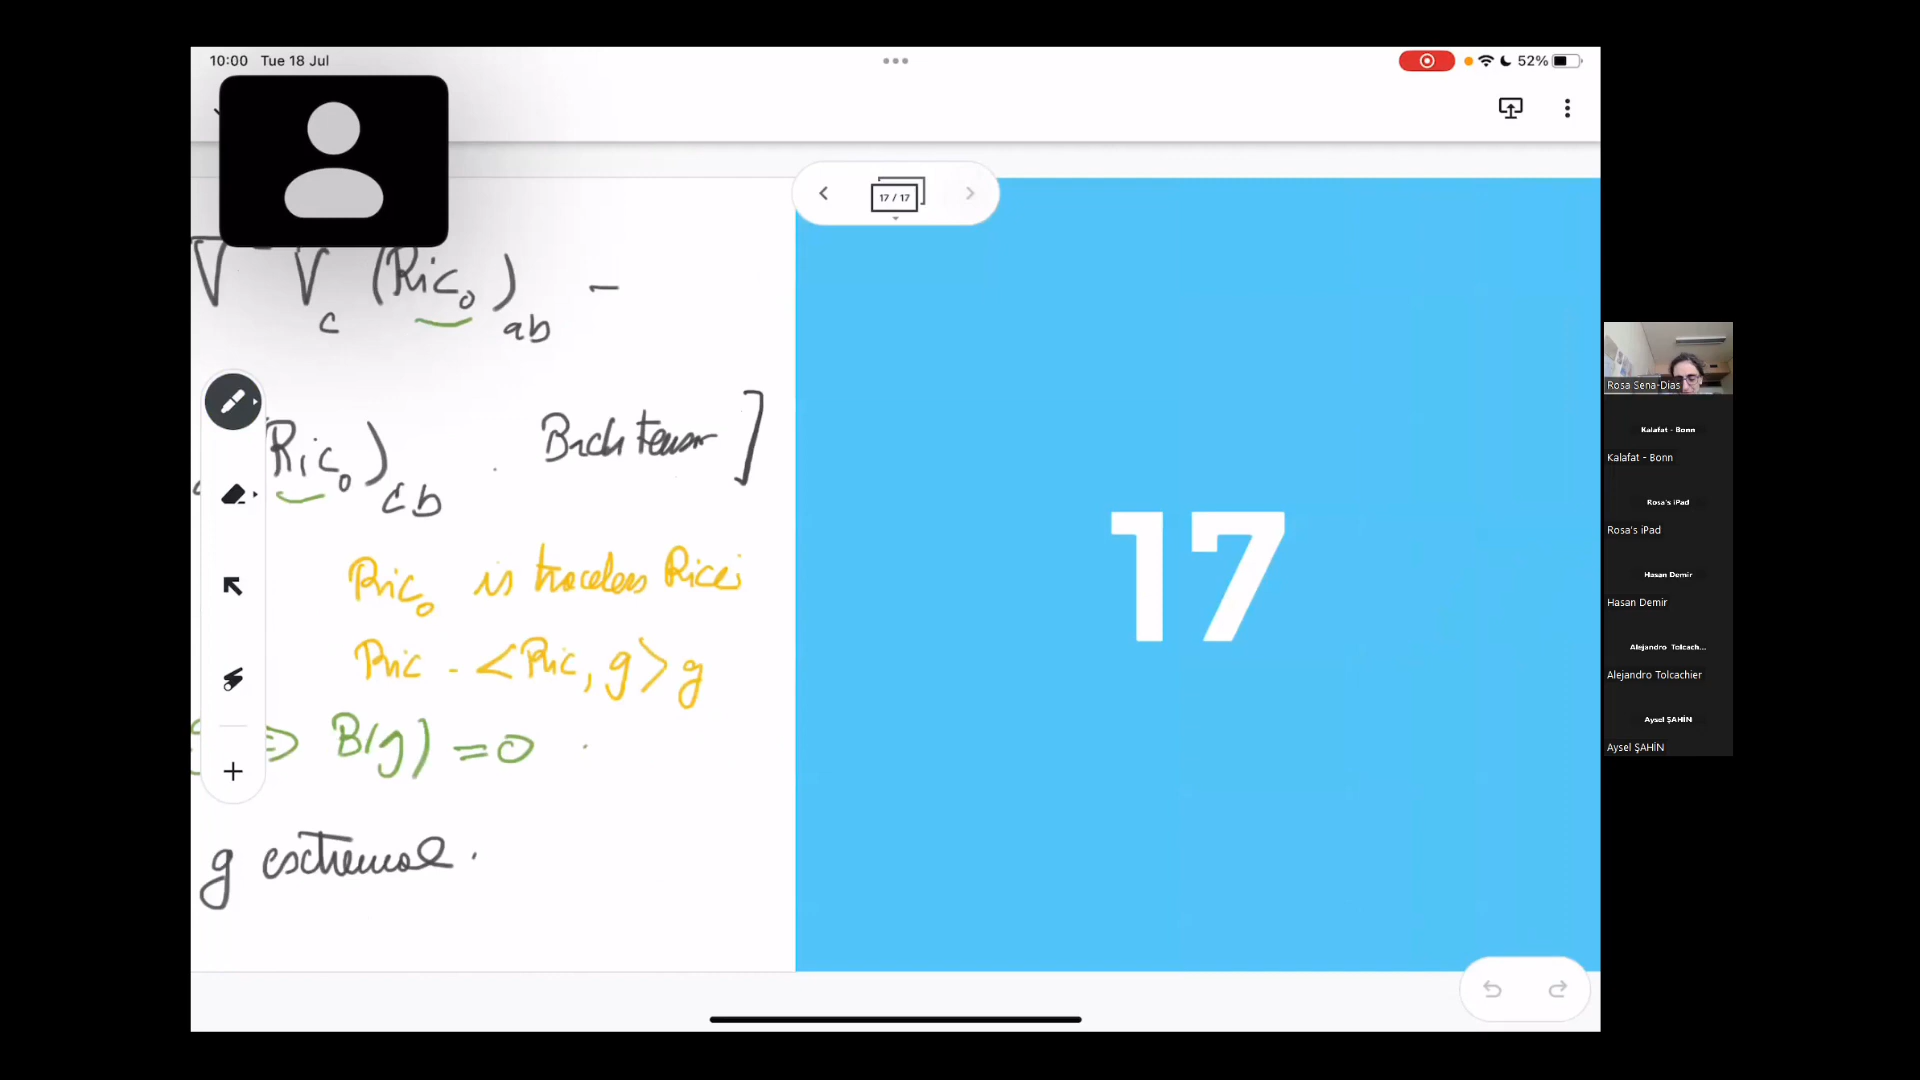 10:00 Tue 18 Jul
52%
17 / 17
∇ ∇c (Ric₀)ab −
(Ric₀)cb . Bach tensor ]
Ric₀ is traceless Ricci
Ric - <Ric, g> g
=> B(g) = 0 .
g extremal .
17
Rosa Sena-Dias
Kalafat - Bonn
Kalafat - Bonn
Rosa's iPad
Rosa's iPad
Hasan Demir
Hasan Demir
Alejandro Tolcach...
Alejandro Tolcachier
Aysel ŞAHİN
Aysel ŞAHİN